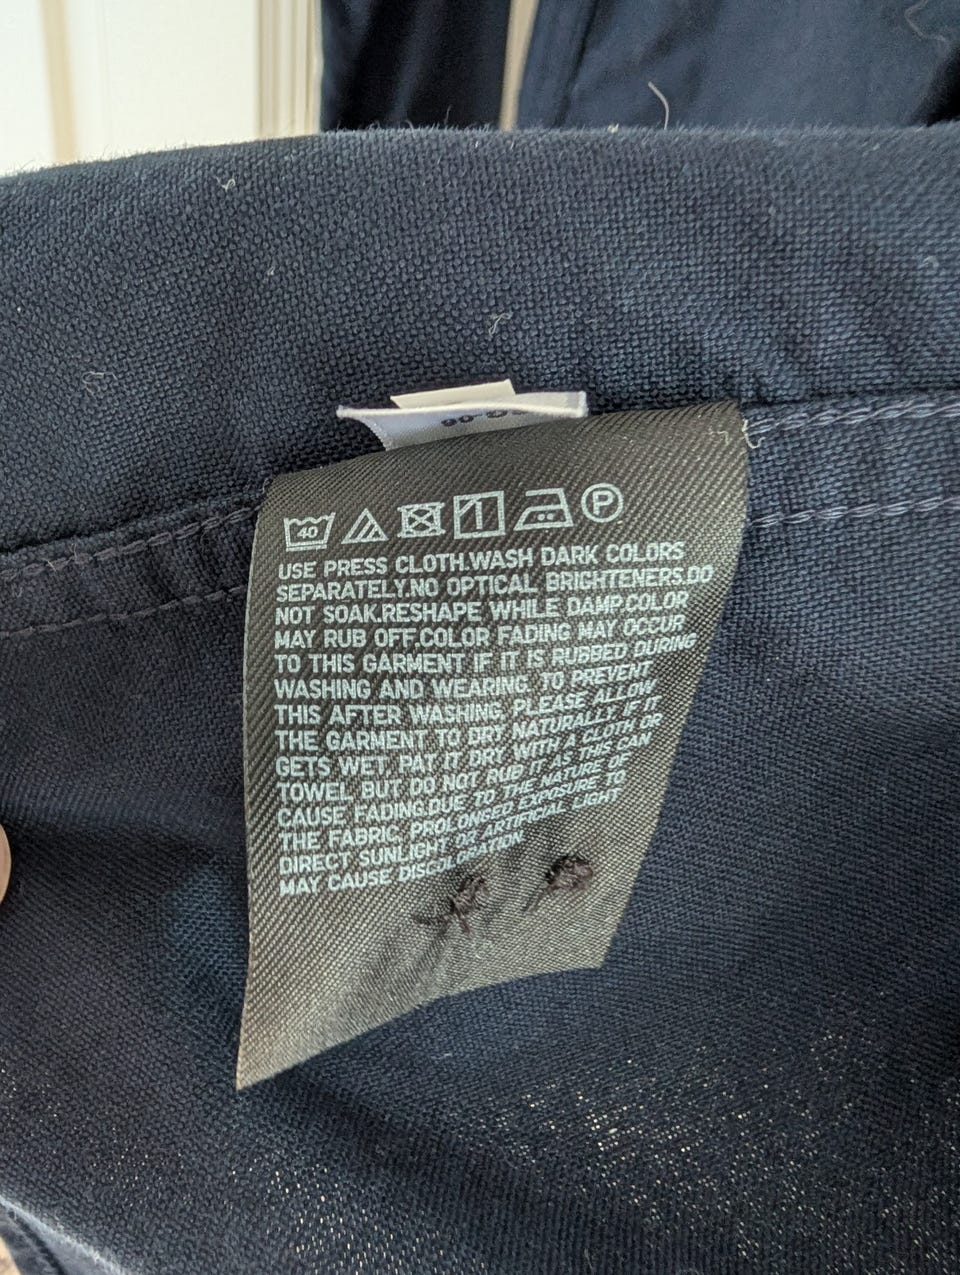 40 P
USE PRESS CLOTH.WASH DARK COLORS
SEPARATELY.NO OPTICAL BRIGHTENERS.DO
NOT SOAK.RESHAPE WHILE DAMP.COLOR
MAY RUB OFF.COLOR FADING MAY OCCUR
TO THIS GARMENT IF IT IS RUBBED DURING
WASHING AND WEARING. TO PREVENT
THIS AFTER WASHING, PLEASE ALLOW
THE GARMENT TO DRY NATURALLY. IF IT
GETS WET, PAT IT DRY WITH A CLOTH OR
TOWEL BUT DO NOT RUB IT AS THIS CAN
CAUSE FADING.DUE TO THE NATURE OF
THE FABRIC, PROLONGED EXPOSURE TO
DIRECT SUNLIGHT OR ARTIFICIAL LIGHT
MAY CAUSE DISCOLORATION.